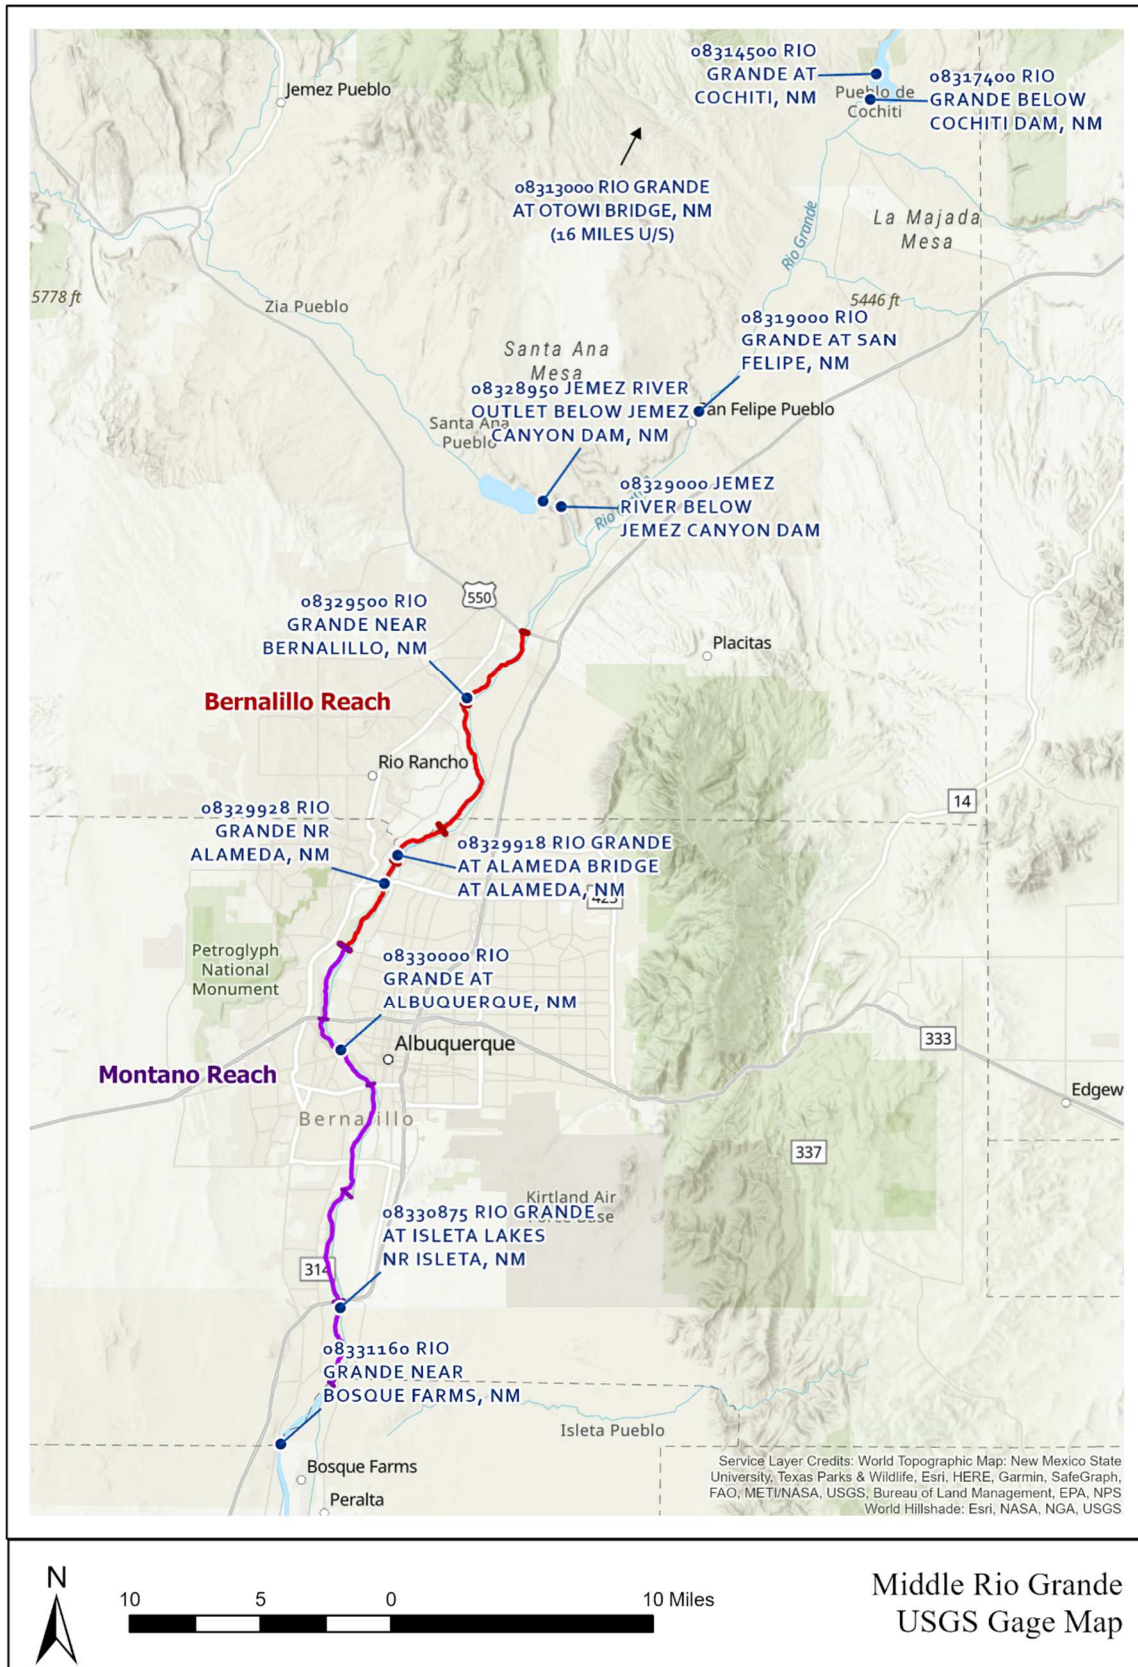 Jemez Pueblo
08314500 RIO
GRANDE AT
COCHITI, NM
Pueblo de
Cochiti
08317400 RIO
GRANDE BELOW
COCHITI DAM, NM
08313000 RIO GRANDE
AT OTOWI BRIDGE, NM
(16 MILES U/S)
Rio Grande
La Majada
Mesa
5778 ft
Zia Pueblo
5446 ft
08319000 RIO
GRANDE AT SAN
FELIPE, NM
Santa Ana
Mesa
08328950 JEMEZ RIVER
OUTLET BELOW JEMEZ
CANYON DAM, NM
San Felipe Pueblo
Santa Ana
Pueblo
08329000 JEMEZ
RIVER BELOW
JEMEZ CANYON DAM
Rio
550
08329500 RIO
GRANDE NEAR
BERNALILLO, NM
Placitas
Bernalillo Reach
Rio Rancho
14
08329928 RIO
GRANDE NR
ALAMEDA, NM
08329918 RIO GRANDE
AT ALAMEDA BRIDGE
AT ALAMEDA, NM
423
Petroglyph
National
Monument
08330000 RIO
GRANDE AT
ALBUQUERQUE, NM
333
Albuquerque
Montano Reach
Edgew
Bernalillo
337
Kirtland Air
Force Base
08330875 RIO GRANDE
AT ISLETA LAKES
NR ISLETA, NM
314
08331160 RIO
GRANDE NEAR
BOSQUE FARMS, NM
Isleta Pueblo
Bosque Farms
Peralta
Service Layer Credits: World Topographic Map: New Mexico State
University, Texas Parks & Wildlife, Esri, HERE, Garmin, SafeGraph,
FAO, METI/NASA, USGS, Bureau of Land Management, EPA, NPS
World Hillshade: Esri, NASA, NGA, USGS
N
10 5 0 10 Miles
Middle Rio Grande
USGS Gage Map